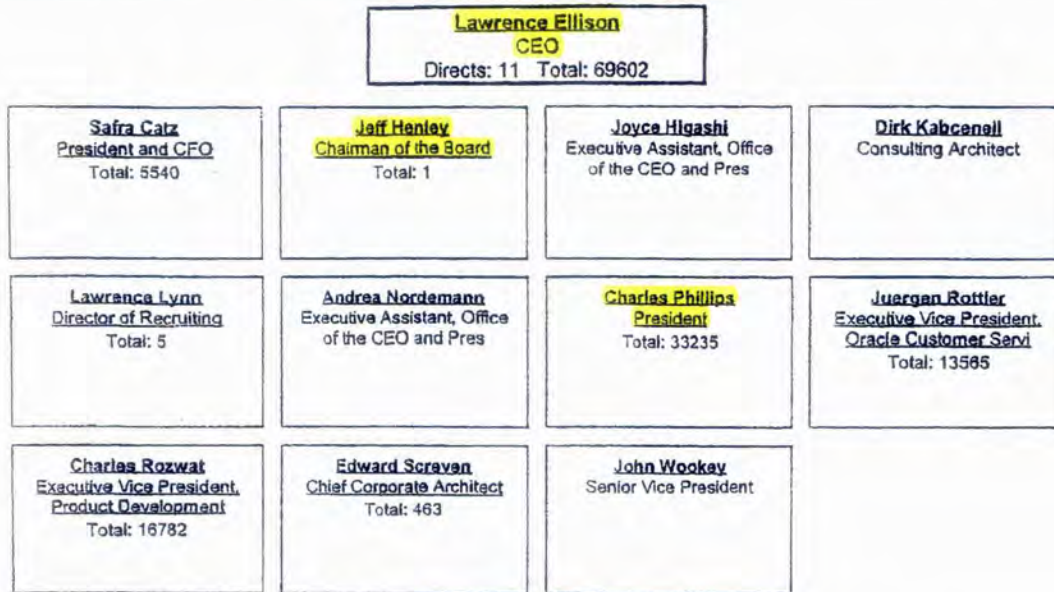 Lawrence Ellison
CEO
Directs: 11 Total: 69602
Safra Catz
President and CFO
Total: 5540
Jeff Henley
Chairman of the Board
Total: 1
Joyce Higashi
Executive Assistant, Office
of the CEO and Pres
Dirk Kabcenell
Consulting Architect
Lawrence Lynn
Director of Recruiting
Total: 5
Andrea Nordemann
Executive Assistant, Office
of the CEO and Pres
Charles Phillips
President
Total: 33235
Juergen Rottler
Executive Vice President,
Oracle Customer Servi
Total: 13565
Charles Rozwat
Executive Vice President,
Product Development
Total: 16782
Edward Screven
Chief Corporate Architect
Total: 463
John Wookey
Senior Vice President